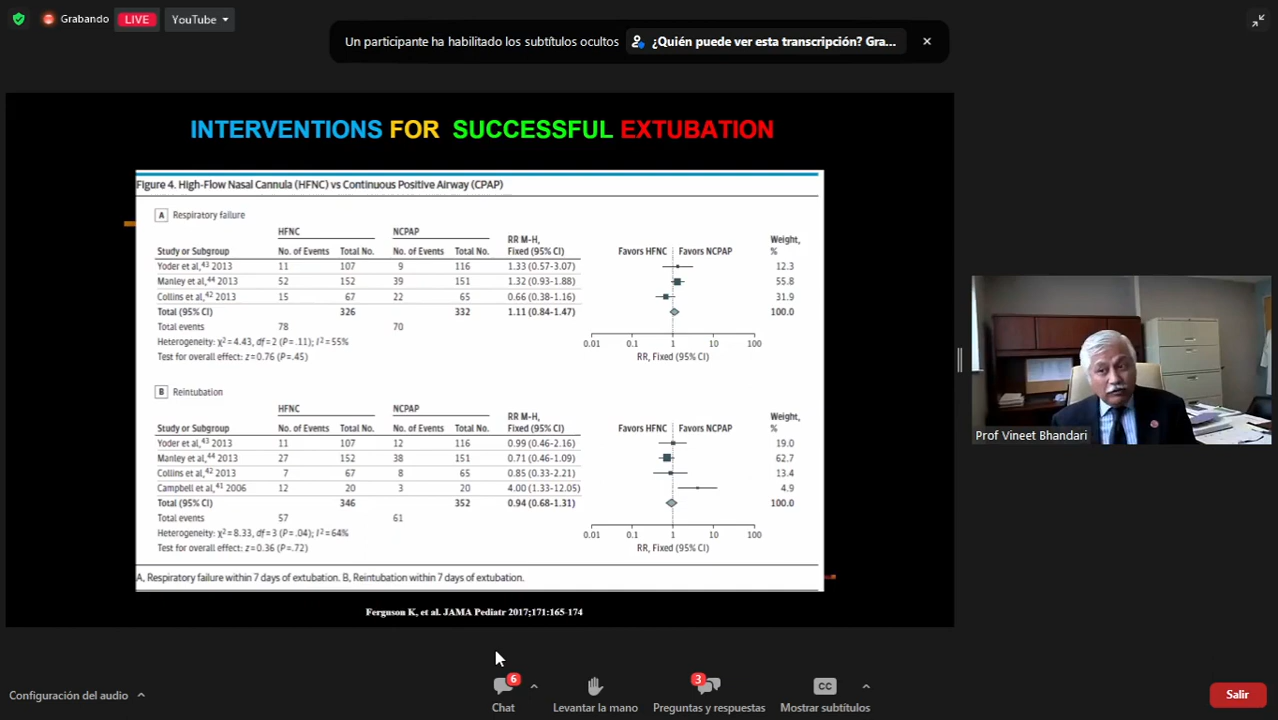 Grabando LIVE YouTube
Un participante ha habilitado los subtítulos ocultos ¿Quién puede ver esta transcripción? Gra...
INTERVENTIONS FOR SUCCESSFUL EXTUBATION
Figure 4. High-Flow Nasal Cannula (HFNC) vs Continuous Positive Airway (CPAP)
A Respiratory failure
HFNC NCPAP RR M-H, Weight,
Study or Subgroup No. of Events Total No. No. of Events Total No. Fixed (95% CI) Favors HFNC Favors NCPAP %
Yoder et al,43 2013 11 107 9 116 1.33 (0.57-3.07) 12.3
Manley et al,44 2013 52 152 39 151 1.32 (0.93-1.88) 55.8
Collins et al,42 2013 15 67 22 65 0.66 (0.38-1.16) 31.9
Total (95% CI) 326 332 1.11 (0.84-1.47) 100.0
Total events 78 70
Heterogeneity: χ2=4.43, df=2 (P=.11); I2=55%
Test for overall effect: z=0.76 (P=.45)
0.01 0.1 1 10 100
RR, Fixed (95% CI)
B Reintubation
HFNC NCPAP RR M-H, Weight,
Study or Subgroup No. of Events Total No. No. of Events Total No. Fixed (95% CI) Favors HFNC Favors NCPAP %
Yoder et al,43 2013 11 107 12 116 0.99 (0.46-2.16) 19.0
Manley et al,44 2013 27 152 38 151 0.71 (0.46-1.09) 62.7
Collins et al,42 2013 7 67 8 65 0.85 (0.33-2.21) 13.4
Campbell et al,41 2006 12 20 3 20 4.00 (1.33-12.05) 4.9
Total (95% CI) 346 352 0.94 (0.68-1.31) 100.0
Total events 57 61
Heterogeneity: χ2=8.33, df=3 (P=.04); I2=64%
Test for overall effect: z=0.36 (P=.72)
0.01 0.1 1 10 100
RR, Fixed (95% CI)
A, Respiratory failure within 7 days of extubation. B, Reintubation within 7 days of extubation.
Ferguson K, et al. JAMA Pediatr 2017;171:165-174
Prof Vineet Bhandari
6 3 CC
Configuración del audio Chat Levantar la mano Preguntas y respuestas Mostrar subtítulos Salir